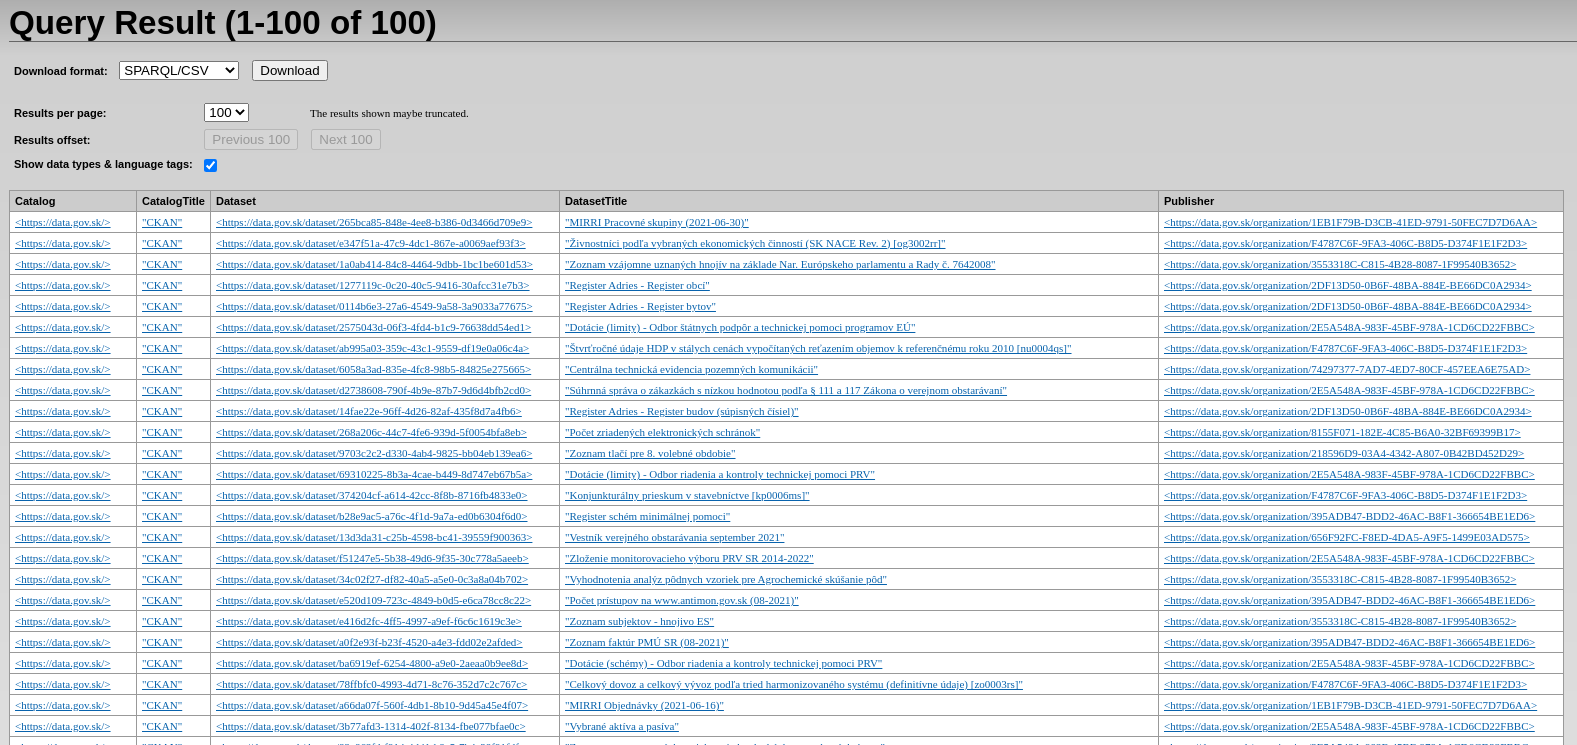 Query Result (1-100 of 100)
Download format: SPARQL/CSV Download
Results per page: 100 The results shown maybe truncated.
Results offset: Previous 100 Next 100
Show data types & language tags:
Catalog CatalogTitle Dataset DatasetTitle Publisher
<https://data.gov.sk/> "CKAN" <https://data.gov.sk/dataset/265bca85-848e-4ee8-b386-0d3466d709e9> "MIRRI Pracovné skupiny (2021-06-30)" <https://data.gov.sk/organization/1EB1F79B-D3CB-41ED-9791-50FEC7D7D6AA>
<https://data.gov.sk/> "CKAN" <https://data.gov.sk/dataset/e347f51a-47c9-4dc1-867e-a0069aef93f3> "Živnostníci podľa vybraných ekonomických činností (SK NACE Rev. 2) [og3002rr]" <https://data.gov.sk/organization/F4787C6F-9FA3-406C-B8D5-D374F1E1F2D3>
<https://data.gov.sk/> "CKAN" <https://data.gov.sk/dataset/1a0ab414-84c8-4464-9dbb-1bc1be601d53> "Zoznam vzájomne uznaných hnojív na základe Nar. Európskeho parlamentu a Rady č. 7642008" <https://data.gov.sk/organization/3553318C-C815-4B28-8087-1F99540B3652>
<https://data.gov.sk/> "CKAN" <https://data.gov.sk/dataset/1277119c-0c20-40c5-9416-30afcc31e7b3> "Register Adries - Register obcí" <https://data.gov.sk/organization/2DF13D50-0B6F-48BA-884E-BE66DC0A2934>
<https://data.gov.sk/> "CKAN" <https://data.gov.sk/dataset/0114b6e3-27a6-4549-9a58-3a9033a77675> "Register Adries - Register bytov" <https://data.gov.sk/organization/2DF13D50-0B6F-48BA-884E-BE66DC0A2934>
<https://data.gov.sk/> "CKAN" <https://data.gov.sk/dataset/2575043d-06f3-4fd4-b1c9-76638dd54ed1> "Dotácie (limity) - Odbor štátnych podpôr a technickej pomoci programov EÚ" <https://data.gov.sk/organization/2E5A548A-983F-45BF-978A-1CD6CD22FBBC>
<https://data.gov.sk/> "CKAN" <https://data.gov.sk/dataset/ab995a03-359c-43c1-9559-df19e0a06c4a> "Štvrťročné údaje HDP v stálych cenách vypočítaných reťazením objemov k referenčnému roku 2010 [nu0004qs]" <https://data.gov.sk/organization/F4787C6F-9FA3-406C-B8D5-D374F1E1F2D3>
<https://data.gov.sk/> "CKAN" <https://data.gov.sk/dataset/6058a3ad-835e-4fc8-98b5-84825e275665> "Centrálna technická evidencia pozemných komunikácií" <https://data.gov.sk/organization/74297377-7AD7-4ED7-80CF-457EEA6E75AD>
<https://data.gov.sk/> "CKAN" <https://data.gov.sk/dataset/d2738608-790f-4b9e-87b7-9d6d4bfb2cd0> "Súhrnná správa o zákazkách s nízkou hodnotou podľa § 111 a 117 Zákona o verejnom obstarávaní" <https://data.gov.sk/organization/2E5A548A-983F-45BF-978A-1CD6CD22FBBC>
<https://data.gov.sk/> "CKAN" <https://data.gov.sk/dataset/14fae22e-96ff-4d26-82af-435f8d7a4fb6> "Register Adries - Register budov (súpisných čísiel)" <https://data.gov.sk/organization/2DF13D50-0B6F-48BA-884E-BE66DC0A2934>
<https://data.gov.sk/> "CKAN" <https://data.gov.sk/dataset/268a206c-44c7-4fe6-939d-5f0054bfa8eb> "Počet zriadených elektronických schránok" <https://data.gov.sk/organization/8155F071-182E-4C85-B6A0-32BF69399B17>
<https://data.gov.sk/> "CKAN" <https://data.gov.sk/dataset/9703c2c2-d330-4ab4-9825-bb04eb139ea6> "Zoznam tlačí pre 8. volebné obdobie" <https://data.gov.sk/organization/218596D9-03A4-4342-A807-0B42BD452D29>
<https://data.gov.sk/> "CKAN" <https://data.gov.sk/dataset/69310225-8b3a-4cae-b449-8d747eb67b5a> "Dotácie (limity) - Odbor riadenia a kontroly technickej pomoci PRV" <https://data.gov.sk/organization/2E5A548A-983F-45BF-978A-1CD6CD22FBBC>
<https://data.gov.sk/> "CKAN" <https://data.gov.sk/dataset/374204cf-a614-42cc-8f8b-8716fb4833e0> "Konjunkturálny prieskum v stavebníctve [kp0006ms]" <https://data.gov.sk/organization/F4787C6F-9FA3-406C-B8D5-D374F1E1F2D3>
<https://data.gov.sk/> "CKAN" <https://data.gov.sk/dataset/b28e9ac5-a76c-4f1d-9a7a-ed0b6304f6d0> "Register schém minimálnej pomoci" <https://data.gov.sk/organization/395ADB47-BDD2-46AC-B8F1-366654BE1ED6>
<https://data.gov.sk/> "CKAN" <https://data.gov.sk/dataset/13d3da31-c25b-4598-bc41-39559f900363> "Vestník verejného obstarávania september 2021" <https://data.gov.sk/organization/656F92FC-F8ED-4DA5-A9F5-1499E03AD575>
<https://data.gov.sk/> "CKAN" <https://data.gov.sk/dataset/f51247e5-5b38-49d6-9f35-30c778a5aeeb> "Zloženie monitorovacieho výboru PRV SR 2014-2022" <https://data.gov.sk/organization/2E5A548A-983F-45BF-978A-1CD6CD22FBBC>
<https://data.gov.sk/> "CKAN" <https://data.gov.sk/dataset/34c02f27-df82-40a5-a5e0-0c3a8a04b702> "Vyhodnotenia analýz pôdnych vzoriek pre Agrochemické skúšanie pôd" <https://data.gov.sk/organization/3553318C-C815-4B28-8087-1F99540B3652>
<https://data.gov.sk/> "CKAN" <https://data.gov.sk/dataset/e520d109-723c-4849-b0d5-e6ca78cc8c22> "Počet prístupov na www.antimon.gov.sk (08-2021)" <https://data.gov.sk/organization/395ADB47-BDD2-46AC-B8F1-366654BE1ED6>
<https://data.gov.sk/> "CKAN" <https://data.gov.sk/dataset/e416d2fc-4ff5-4997-a9ef-f6c6c1619c3e> "Zoznam subjektov - hnojivo ES" <https://data.gov.sk/organization/3553318C-C815-4B28-8087-1F99540B3652>
<https://data.gov.sk/> "CKAN" <https://data.gov.sk/dataset/a0f2e93f-b23f-4520-a4e3-fdd02e2afded> "Zoznam faktúr PMÚ SR (08-2021)" <https://data.gov.sk/organization/395ADB47-BDD2-46AC-B8F1-366654BE1ED6>
<https://data.gov.sk/> "CKAN" <https://data.gov.sk/dataset/ba6919ef-6254-4800-a9e0-2aeaa0b9ee8d> "Dotácie (schémy) - Odbor riadenia a kontroly technickej pomoci PRV" <https://data.gov.sk/organization/2E5A548A-983F-45BF-978A-1CD6CD22FBBC>
<https://data.gov.sk/> "CKAN" <https://data.gov.sk/dataset/78ffbfc0-4993-4d71-8c76-352d7c2c767c> "Celkový dovoz a celkový vývoz podľa tried harmonizovaného systému (definitívne údaje) [zo0003rs]" <https://data.gov.sk/organization/F4787C6F-9FA3-406C-B8D5-D374F1E1F2D3>
<https://data.gov.sk/> "CKAN" <https://data.gov.sk/dataset/a66da07f-560f-4db1-8b10-9d45a45e4f07> "MIRRI Objednávky (2021-06-16)" <https://data.gov.sk/organization/1EB1F79B-D3CB-41ED-9791-50FEC7D7D6AA>
<https://data.gov.sk/> "CKAN" <https://data.gov.sk/dataset/3b77afd3-1314-402f-8134-fbe077bfae0c> "Vybrané aktíva a pasíva" <https://data.gov.sk/organization/2E5A548A-983F-45BF-978A-1CD6CD22FBBC>